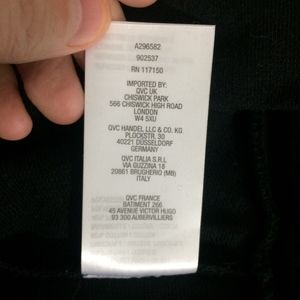 A296582
902537
RN 117150
IMPORTED BY:
QVC UK
CHISWICK PARK
566 CHISWICK HIGH ROAD
LONDON
W4 5XU
QVC HANDEL LLC & CO. KG
PLOCKSTR. 30
40221 DUSSELDORF
GERMANY
QVC ITALIA S.R.L
VIA GUZZINA 18
20861 BRUGHERIO (MB)
ITALY
QVC FRANCE
BATIMENT 266
45 AVENUE VICTOR HUGO
93 300 AUBERVILLIERS